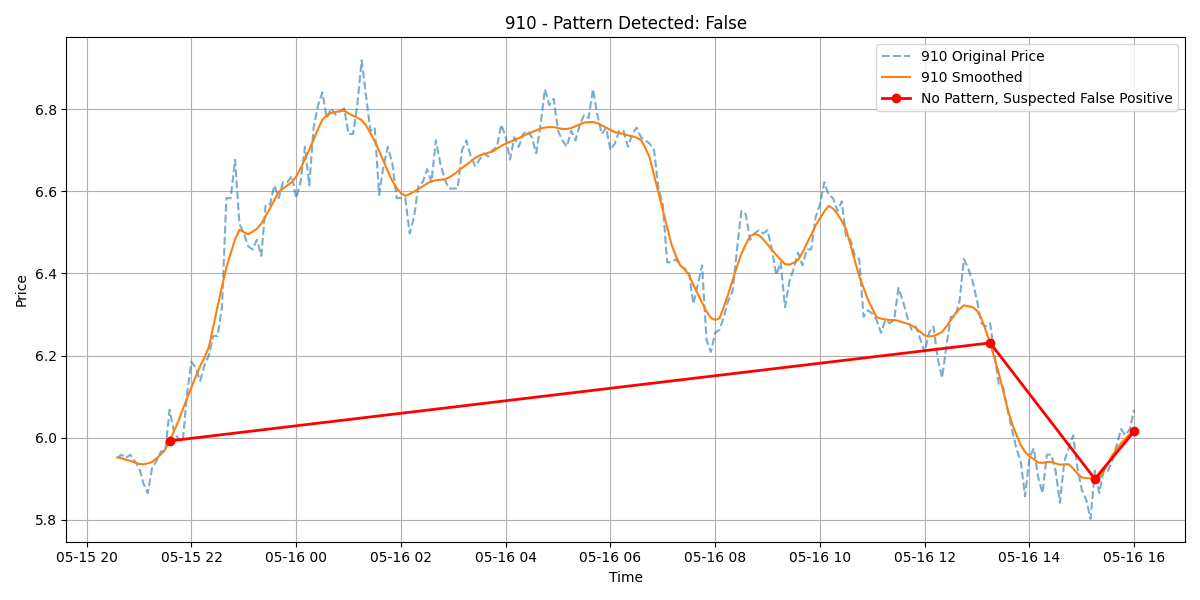 910 - Pattern Detected: False
910 Original Price
910 Smoothed
No Pattern, Suspected False Positive
Price
6.8
6.6
6.4
6.2
6.0
5.8
05-15 20 05-15 22 05-16 00 05-16 02 05-16 04 05-16 06 05-16 08 05-16 10 05-16 12 05-16 14 05-16 16
Time